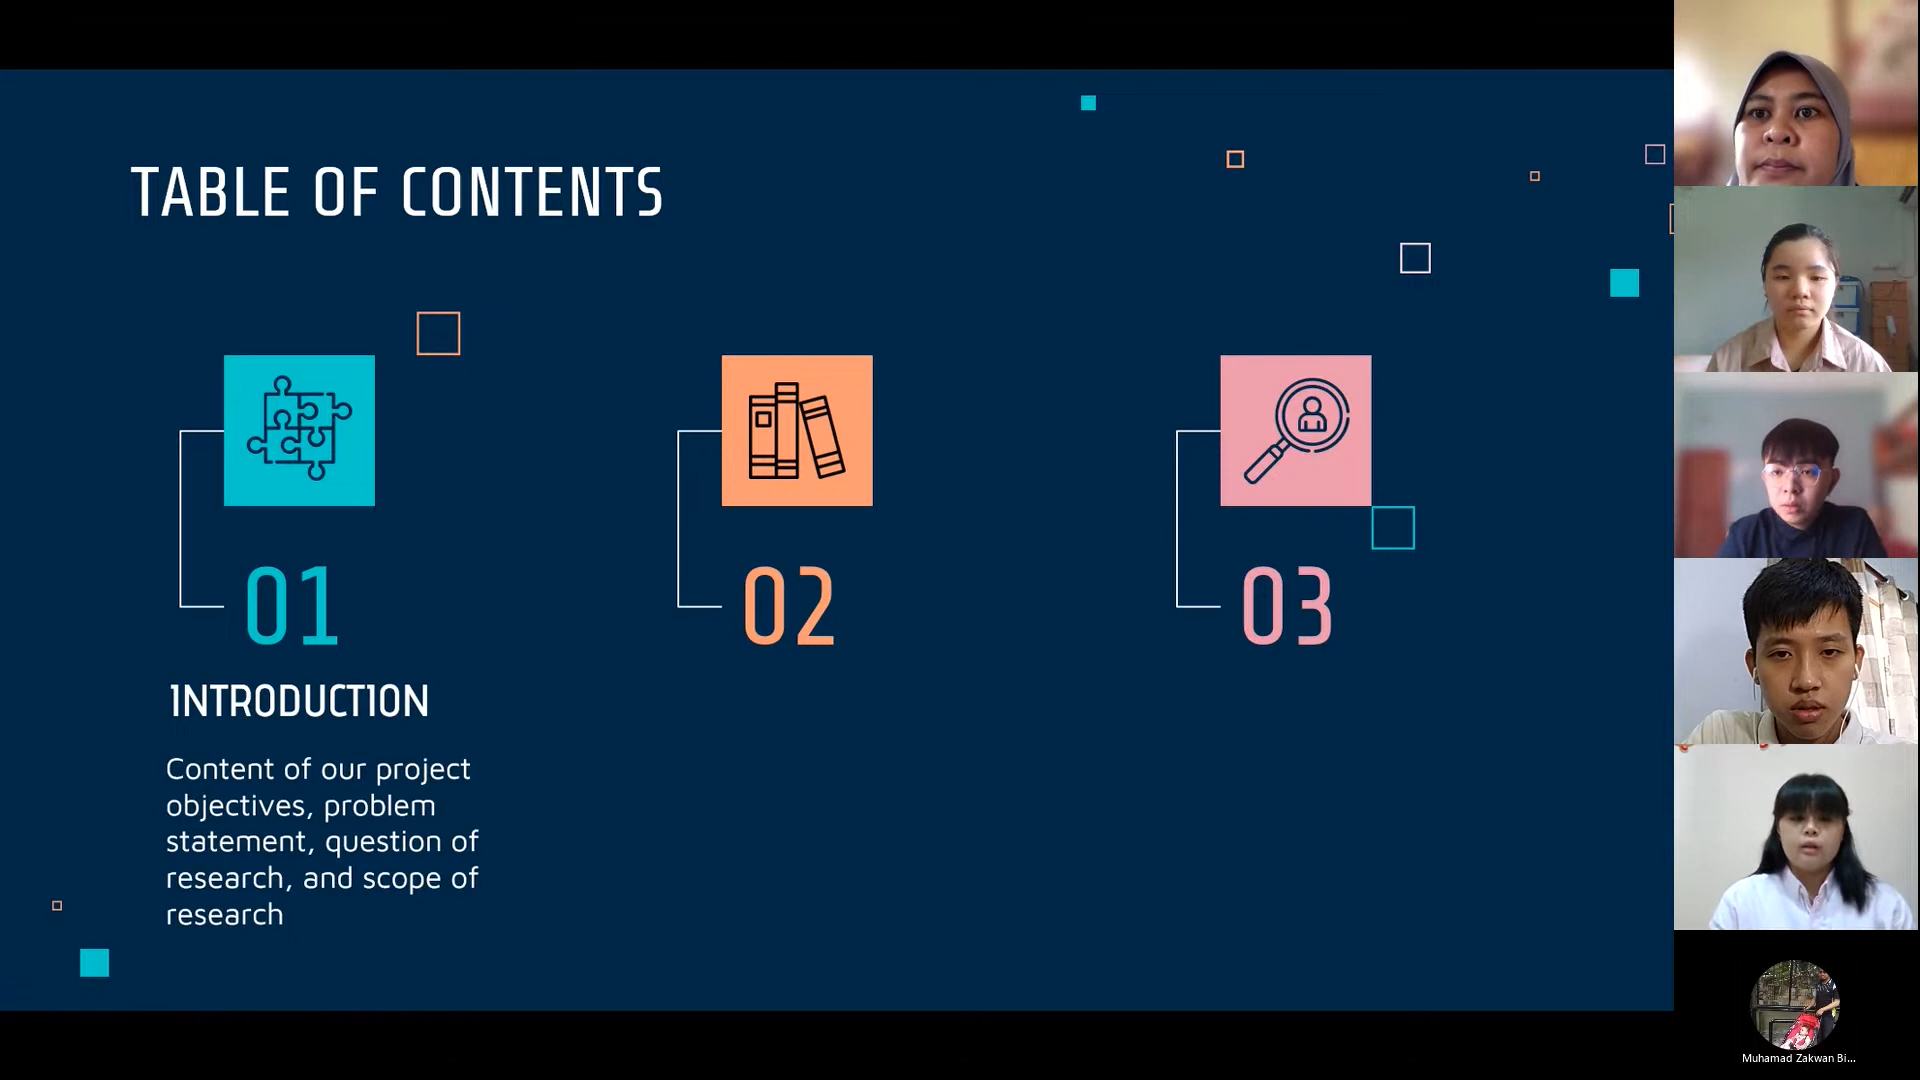 TABLE OF CONTENTS
01
02
03
INTRODUCTION
Content of our project
objectives, problem
statement, question of
research, and scope of
research
Muhamad Zakwan Bi...